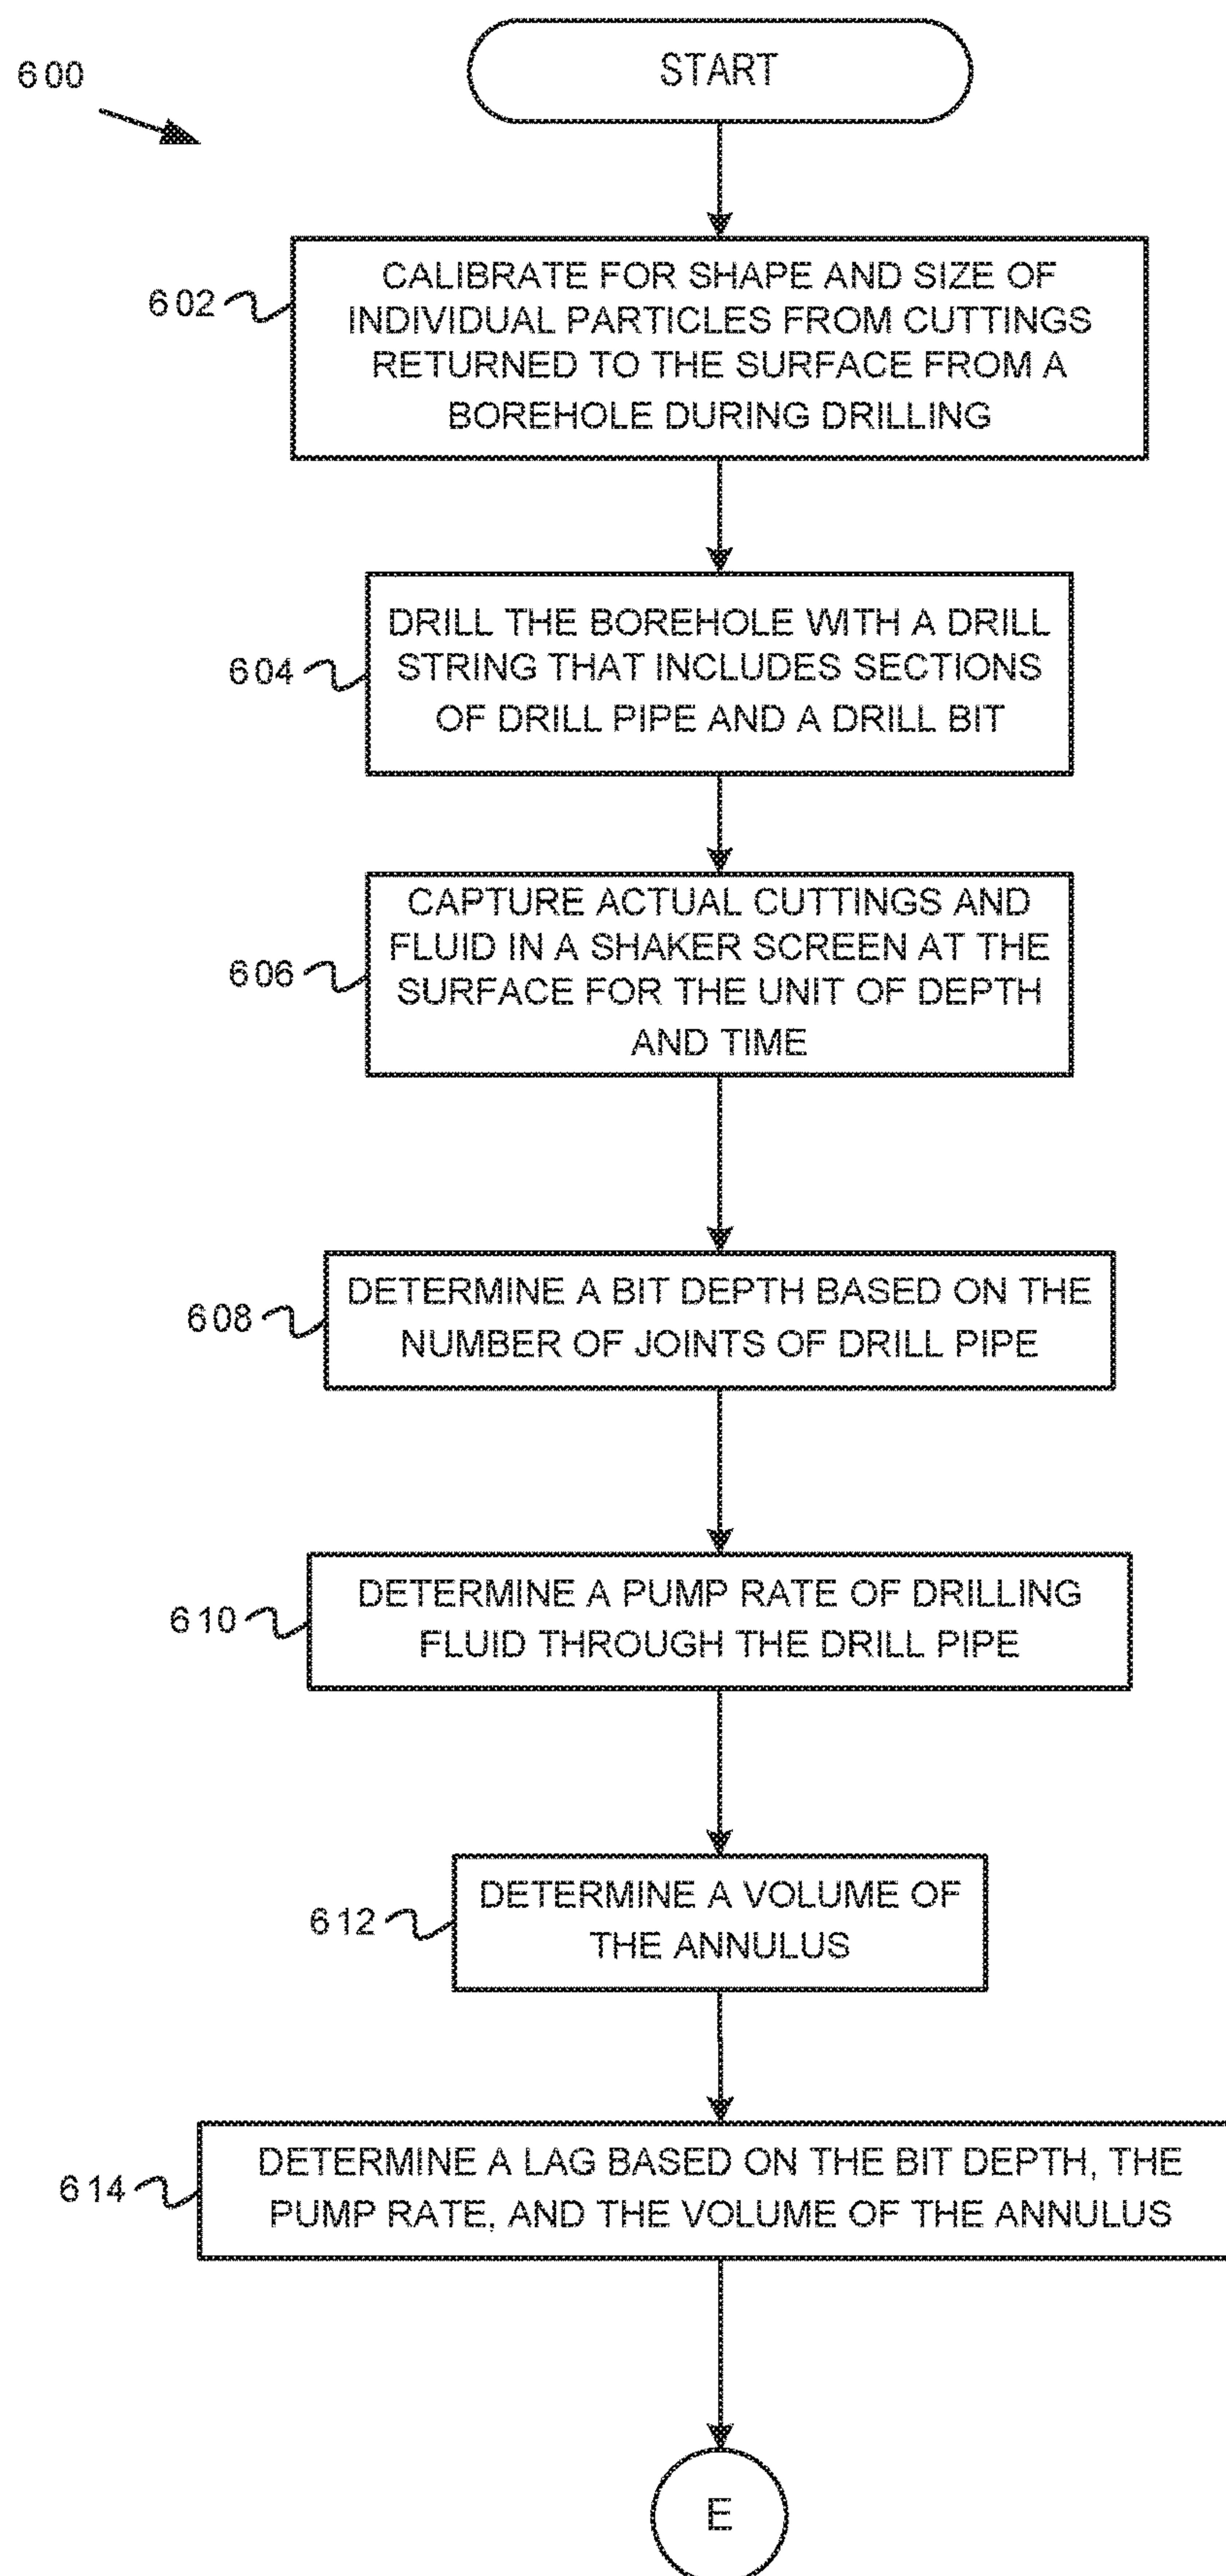 600
START
602
CALIBRATE FOR SHAPE AND SIZE OF
INDIVIDUAL PARTICLES FROM CUTTINGS
RETURNED TO THE SURFACE FROM A
BOREHOLE DURING DRILLING
604
DRILL THE BOREHOLE WITH A DRILL
STRING THAT INCLUDES SECTIONS
OF DRILL PIPE AND A DRILL BIT
606
CAPTURE ACTUAL CUTTINGS AND
FLUID IN A SHAKER SCREEN AT THE
SURFACE FOR THE UNIT OF DEPTH
AND TIME
608
DETERMINE A BIT DEPTH BASED ON THE
NUMBER OF JOINTS OF DRILL PIPE
610
DETERMINE A PUMP RATE OF DRILLING
FLUID THROUGH THE DRILL PIPE
612
DETERMINE A VOLUME OF
THE ANNULUS
614
DETERMINE A LAG BASED ON THE BIT DEPTH, THE
PUMP RATE, AND THE VOLUME OF THE ANNULUS
E